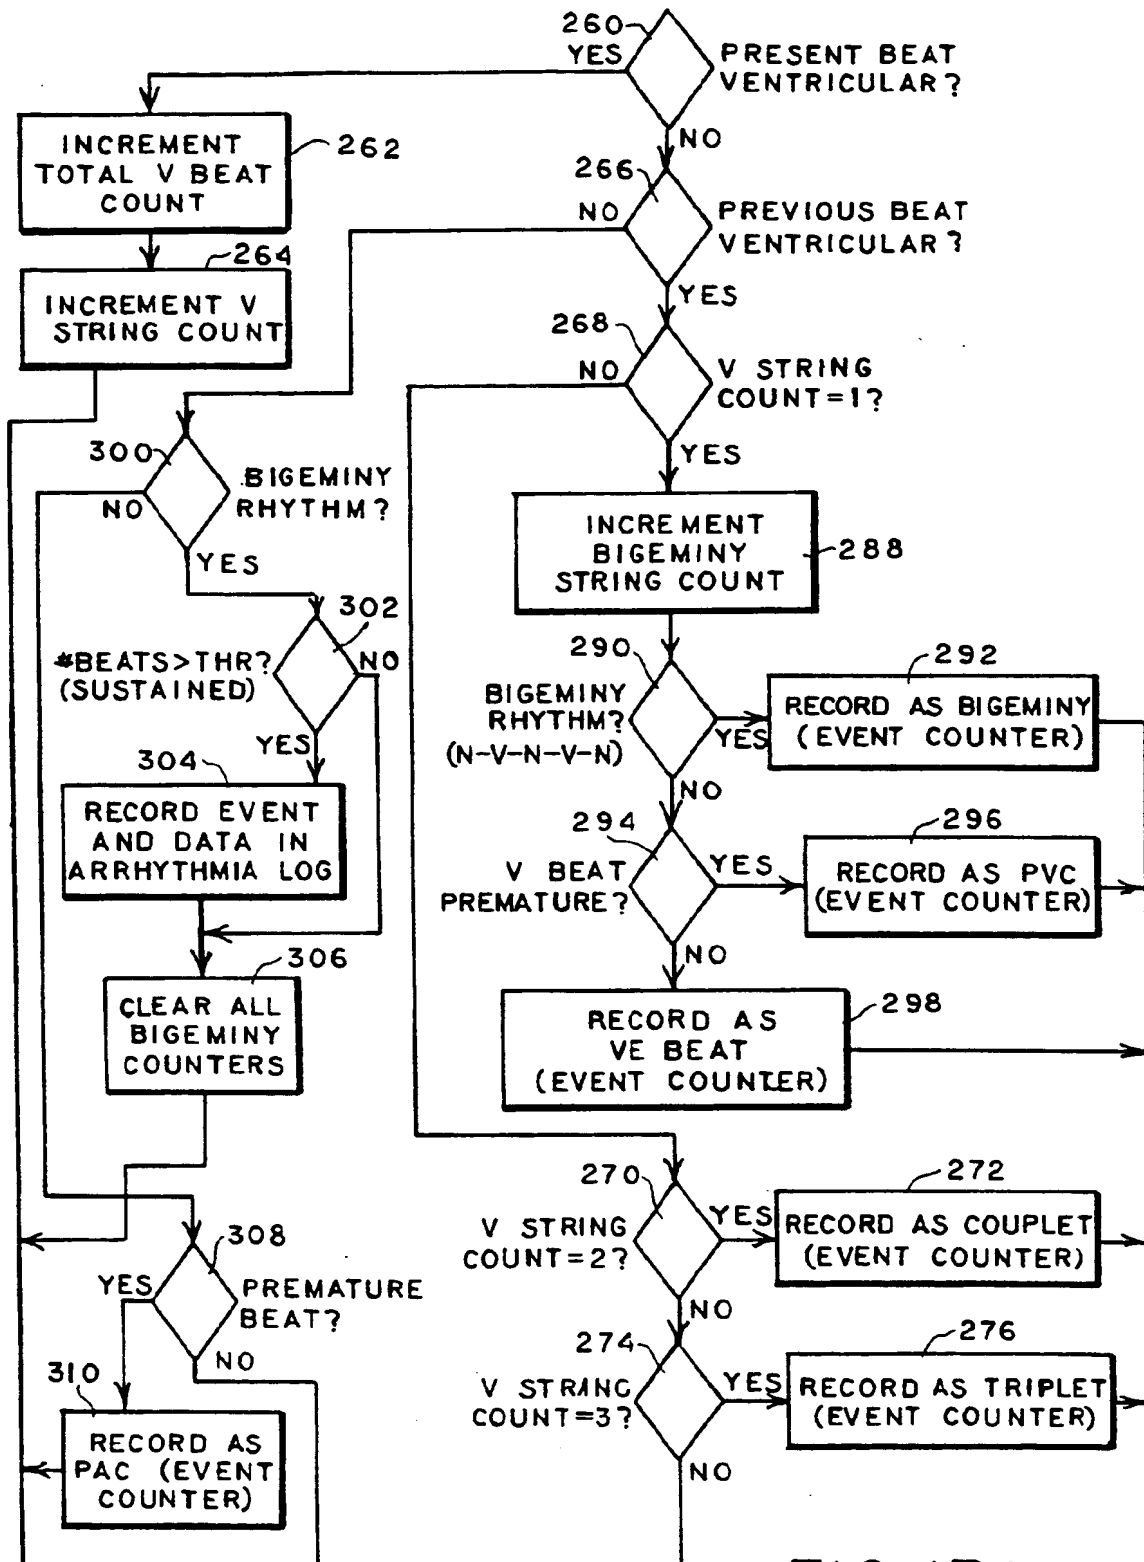 260
YES
PRESENT BEAT
VENTRICULAR?
NO
INCREMENT
TOTAL V BEAT
COUNT
262
266
NO
PREVIOUS BEAT
VENTRICULAR?
YES
264
INCREMENT V
STRING COUNT
268
NO
V STRING
COUNT=1?
YES
300
NO
BIGEMINY
RHYTHM?
YES
INCREMENT
BIGEMINY
STRING COUNT
288
302
#BEATS>THR?
(SUSTAINED)
NO
YES
290
BIGEMINY
RHYTHM?
(N-V-N-V-N)
YES
NO
292
RECORD AS BIGEMINY
(EVENT COUNTER)
304
RECORD EVENT
AND DATA IN
ARRHYTHMIA LOG
294
V BEAT
PREMATURE?
YES
NO
296
RECORD AS PVC
(EVENT COUNTER)
306
CLEAR ALL
BIGEMINY
COUNTERS
RECORD AS
VE BEAT
(EVENT COUNTER)
298
270
V STRING
COUNT=2?
YES
NO
272
RECORD AS COUPLET
(EVENT COUNTER)
308
YES
PREMATURE
BEAT?
NO
274
V STRING
COUNT=3?
YES
NO
276
RECORD AS TRIPLET
(EVENT COUNTER)
310
RECORD AS
PAC (EVENT
COUNTER)